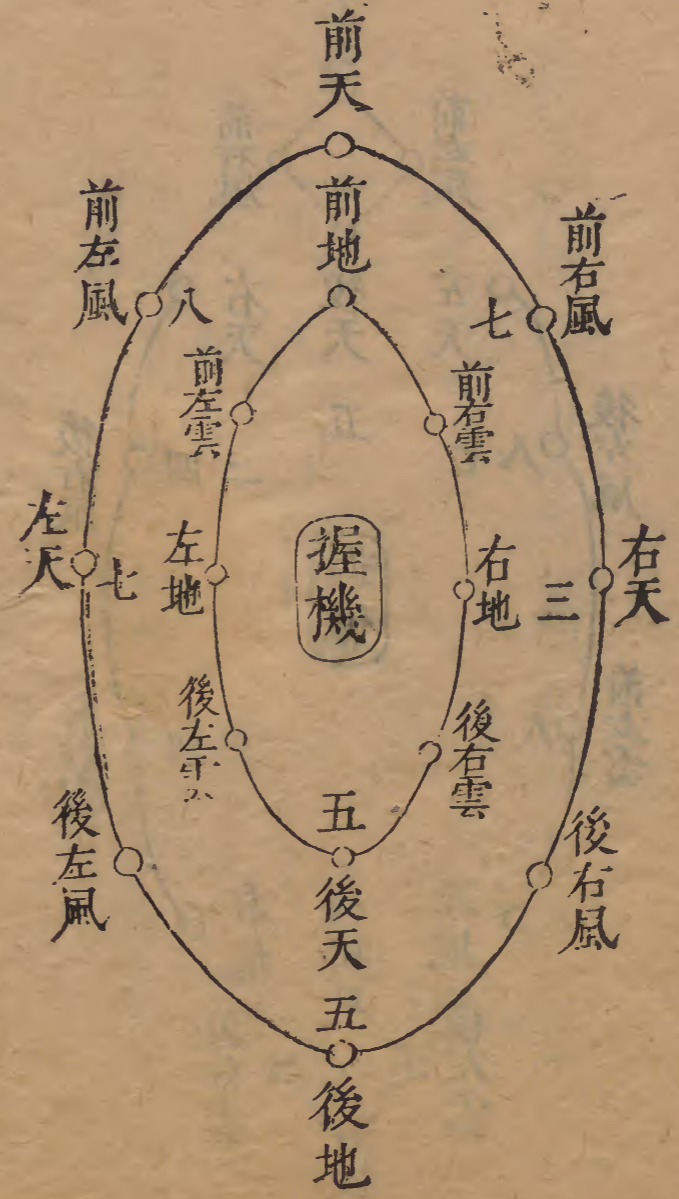 前天
前地
前右風
七
前左風
八
前右雲
前左雲
右天
三
右地
握機
左地
左天
七
後右雲
後左雲
五
後天
後右風
後左風
五
後地